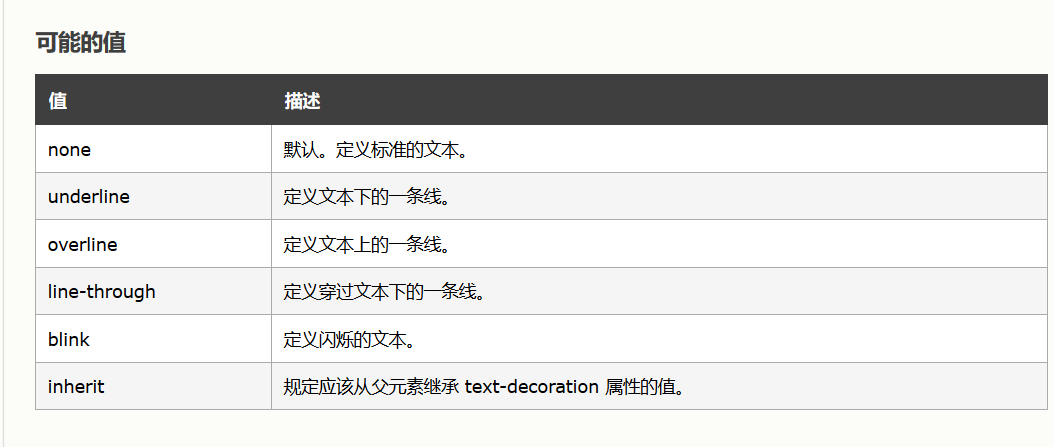 可能的值
值 描述
none 默认。定义标准的文本。
underline 定义文本下的一条线。
overline 定义文本上的一条线。
line-through 定义穿过文本下的一条线。
blink 定义闪烁的文本。
inherit 规定应该从父元素继承 text-decoration 属性的值。